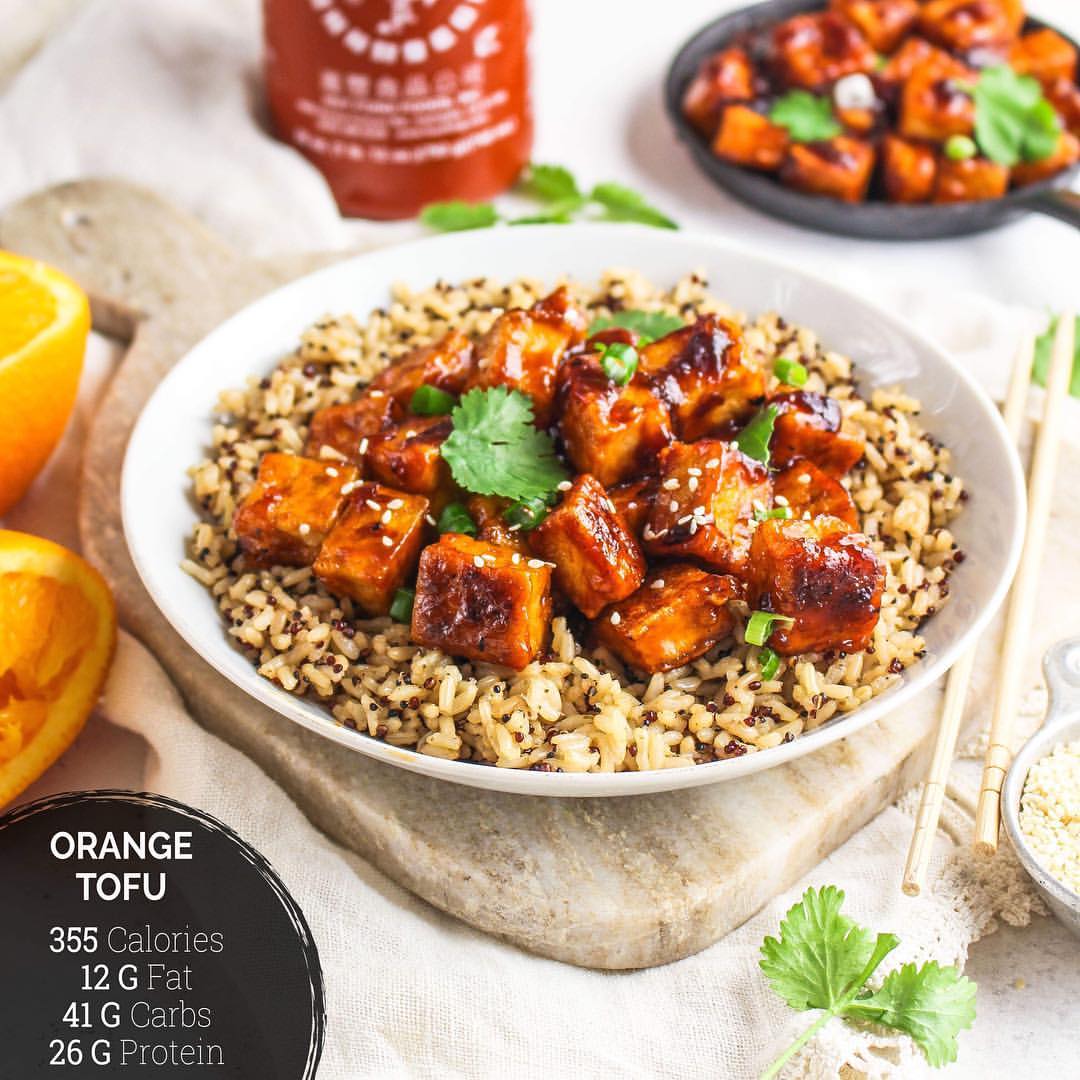 ORANGE
TOFU
355 Calories
12 G Fat
41 G Carbs
26 G Protein